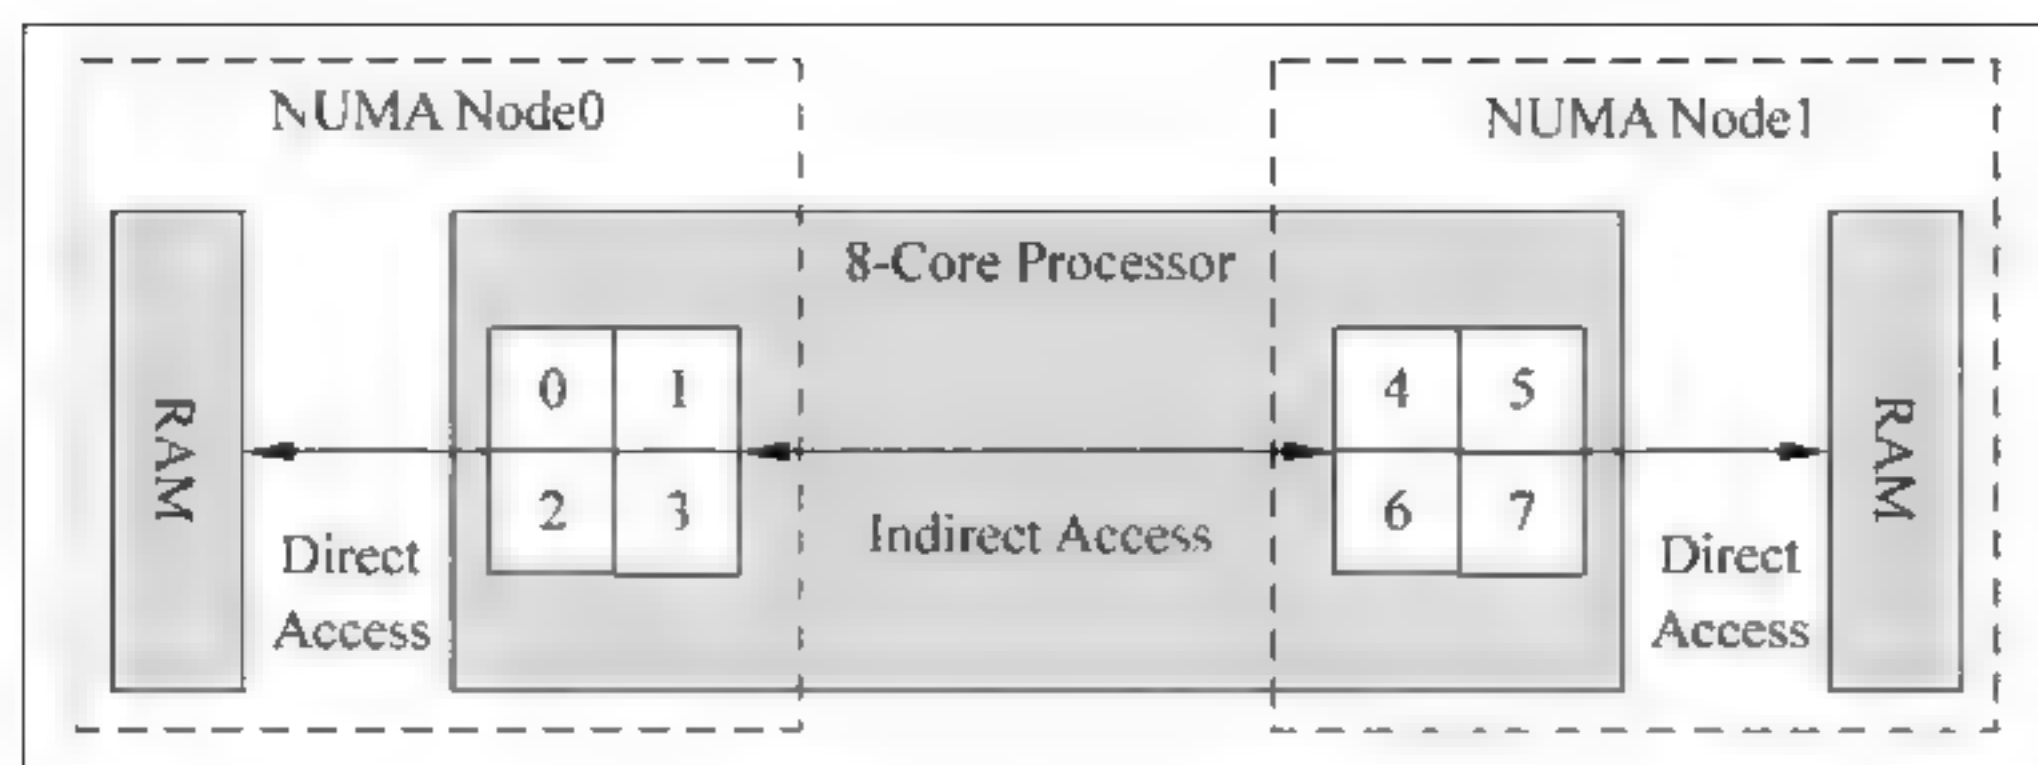 NUMA Node0
NUMA Node1
8-Core Processor
0 1
2 3
4 5
6 7
RAM
Direct
Access
Indirect Access
Direct
Access
RAM